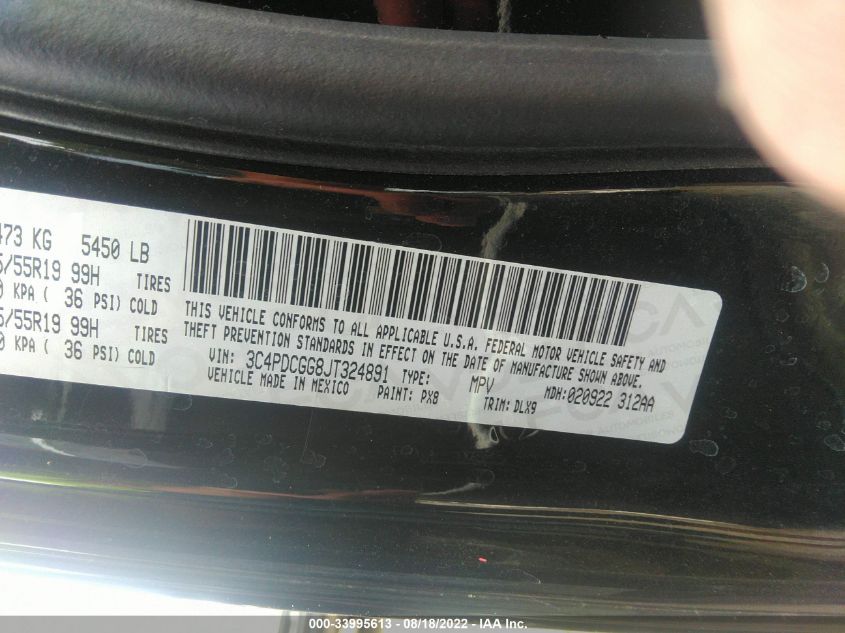 473 KG 5450 LB
/55R19 99H TIRES
0 KPA ( 36 PSI) COLD
/55R19 99H TIRES
0 KPA ( 36 PSI) COLD
THIS VEHICLE CONFORMS TO ALL APPLICABLE U.S.A. FEDERAL MOTOR VEHICLE SAFETY AND
THEFT PREVENTION STANDARDS IN EFFECT ON THE DATE OF MANUFACTURE SHOWN ABOVE.
VIN: 3C4PDCGG8JT324891 TYPE: MPV MDH:020922 312AA
VEHICLE MADE IN MEXICO PAINT: PX8 TRIM: DLX9
000-33995613 - 08/18/2022 - IAA Inc.